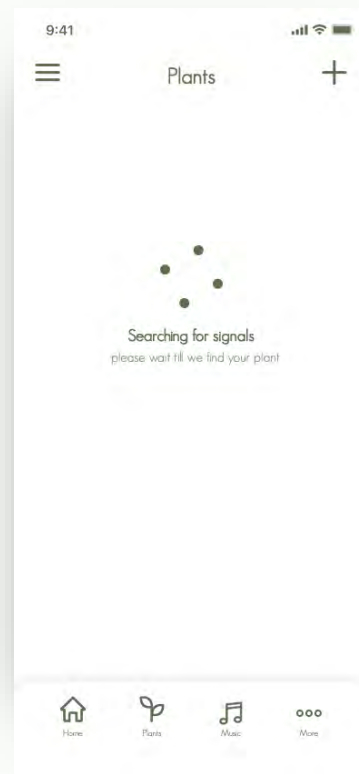 9:41
Plants
Searching for signals
please wait till we find your plant
Home
Plants
Music
More